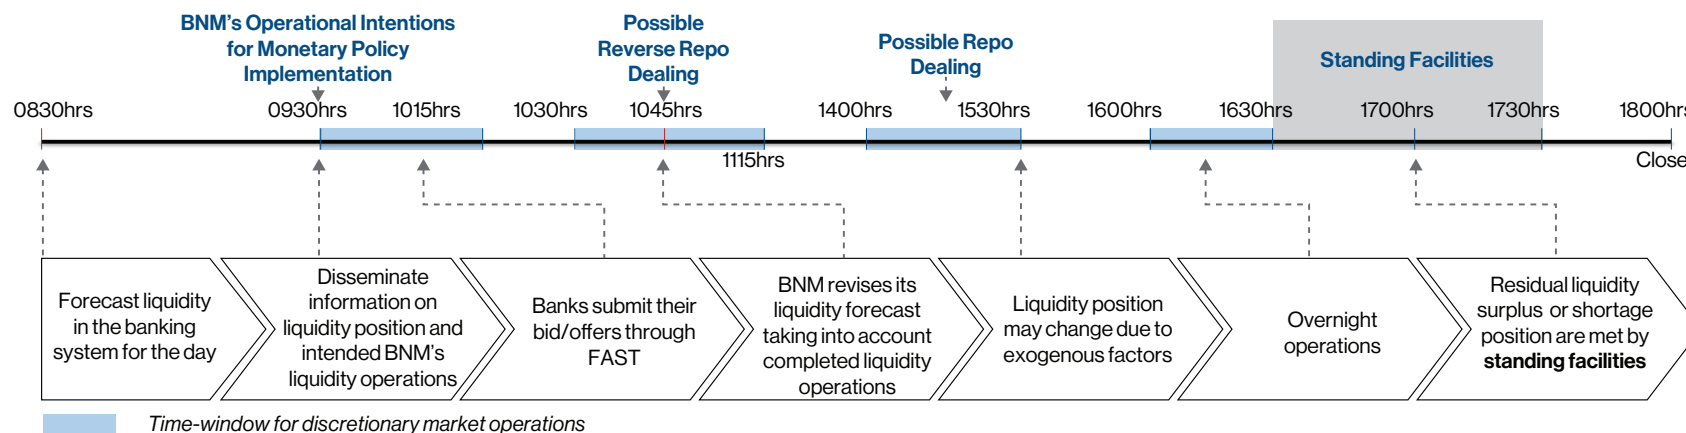 BNM's Operational Intentions
for Monetary Policy
Implementation
Possible
Reverse Repo
Dealing
Possible Repo
Dealing
Standing Facilities
0830hrs
0930hrs
1015hrs
1030hrs
1045hrs
1400hrs
1530hrs
1600hrs
1630hrs
1700hrs
1730hrs
1800hrs
1115hrs
Close
Forecast liquidity
in the banking
system for the day
Disseminate
information on
liquidity position and
intended BNM's
liquidity operations
Banks submit their
bid/offers through
FAST
BNM revises its
liquidity forecast
taking into account
completed liquidity
operations
Liquidity position
may change due to
exogenous factors
Overnight
operations
Residual liquidity
surplus or shortage
position are met by
standing facilities
Time-window for discretionary market operations